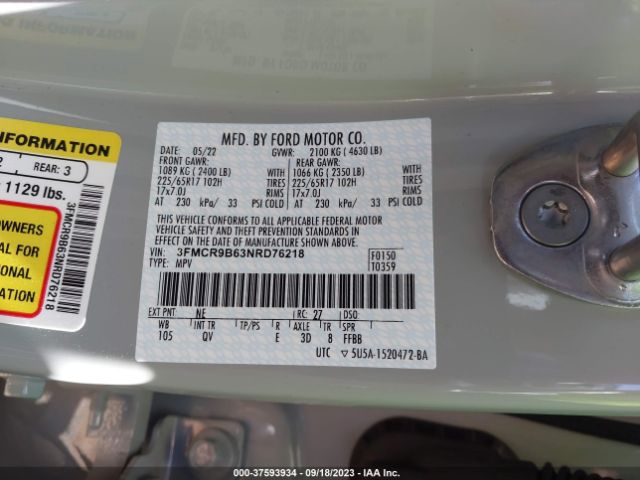 MFD. BY FORD MOTOR CO.
DATE: 05/22 GVWR: 2100 KG ( 4630 LB)
FRONT GAWR: REAR GAWR:
1089 KG ( 2400 LB) WITH 1066 KG ( 2350 LB) WITH
225/65R17 102H TIRES 225/65R17 102H TIRES
17x7.0J RIMS 17x7.0J RIMS
AT 230 kPa/ 33 PSI COLD AT 230 kPa/ 33 PSI COLD
THIS VEHICLE CONFORMS TO ALL APPLICABLE FEDERAL MOTOR
VEHICLE SAFETY AND THEFT PREVENTION STANDARDS IN
EFFECT ON THE DATE OF MANUFACTURE SHOWN ABOVE.
VIN: 3FMCR9B63NRD76218 F0150
TYPE: MPV T0359
EXT PNT: NE RC: 27 DSO:
WB INT TR TP/PS R AXLE TR SPR
105 QV E 3D 8 FFBB
UTC 5U5A-1520472-BA
INFORMATION
2 REAR: 3
1129 lbs.
OWNERS
AL FOR
IONAL
ON
3FMCR9B63NRD76218
000-37593934 - 09/18/2023 - IAA Inc.